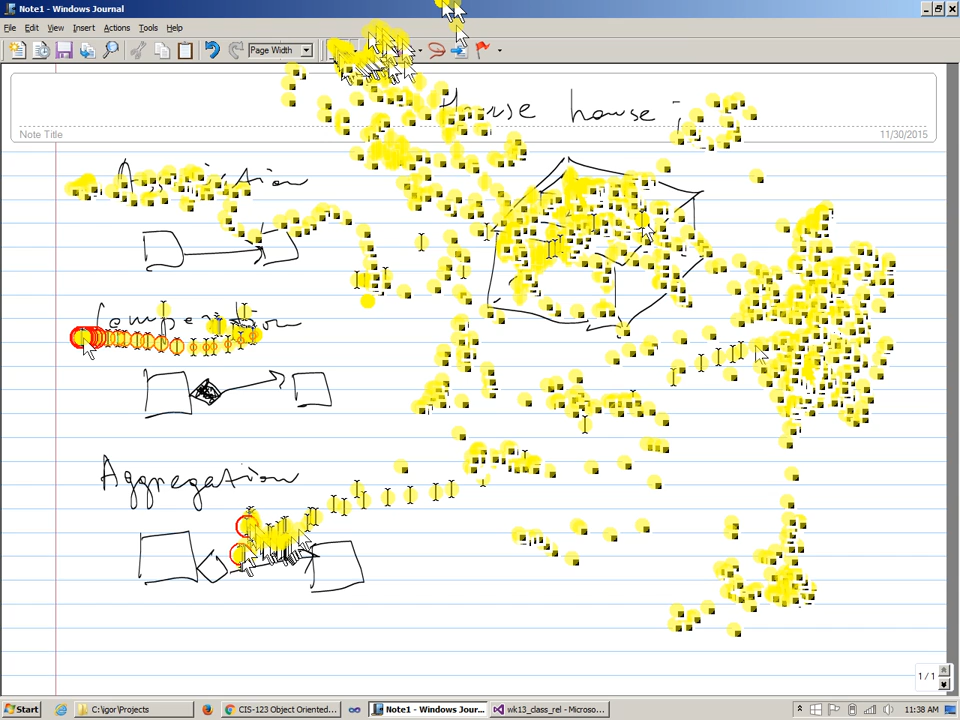 Note1 - Windows Journal
File Edit View Insert Actions Tools Help
Page Width
House house ;
Note Title
11/30/2015
Aggregation
1 / 1
Start C:\igor\Projects CIS-123 Object Oriented... Note1 - Windows Jour... wk13_class_rel - Microso... 11:38 AM